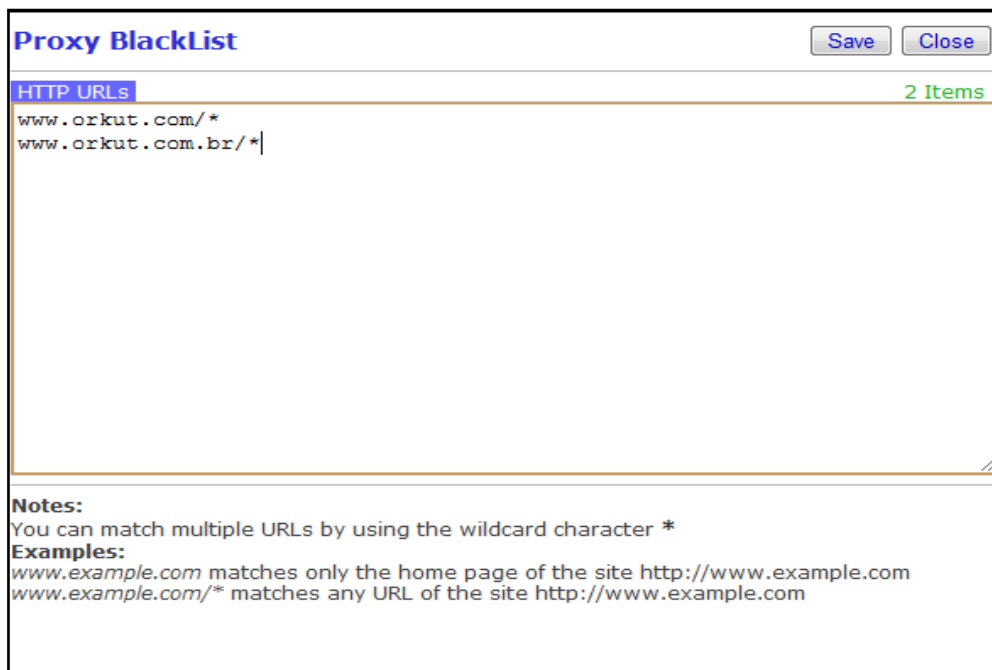 Proxy BlackList
Save Close
HTTP URLs 2 Items
www.orkut.com/*
www.orkut.com.br/*
Notes:
You can match multiple URLs by using the wildcard character *
Examples:
www.example.com matches only the home page of the site http://www.example.com
www.example.com/* matches any URL of the site http://www.example.com